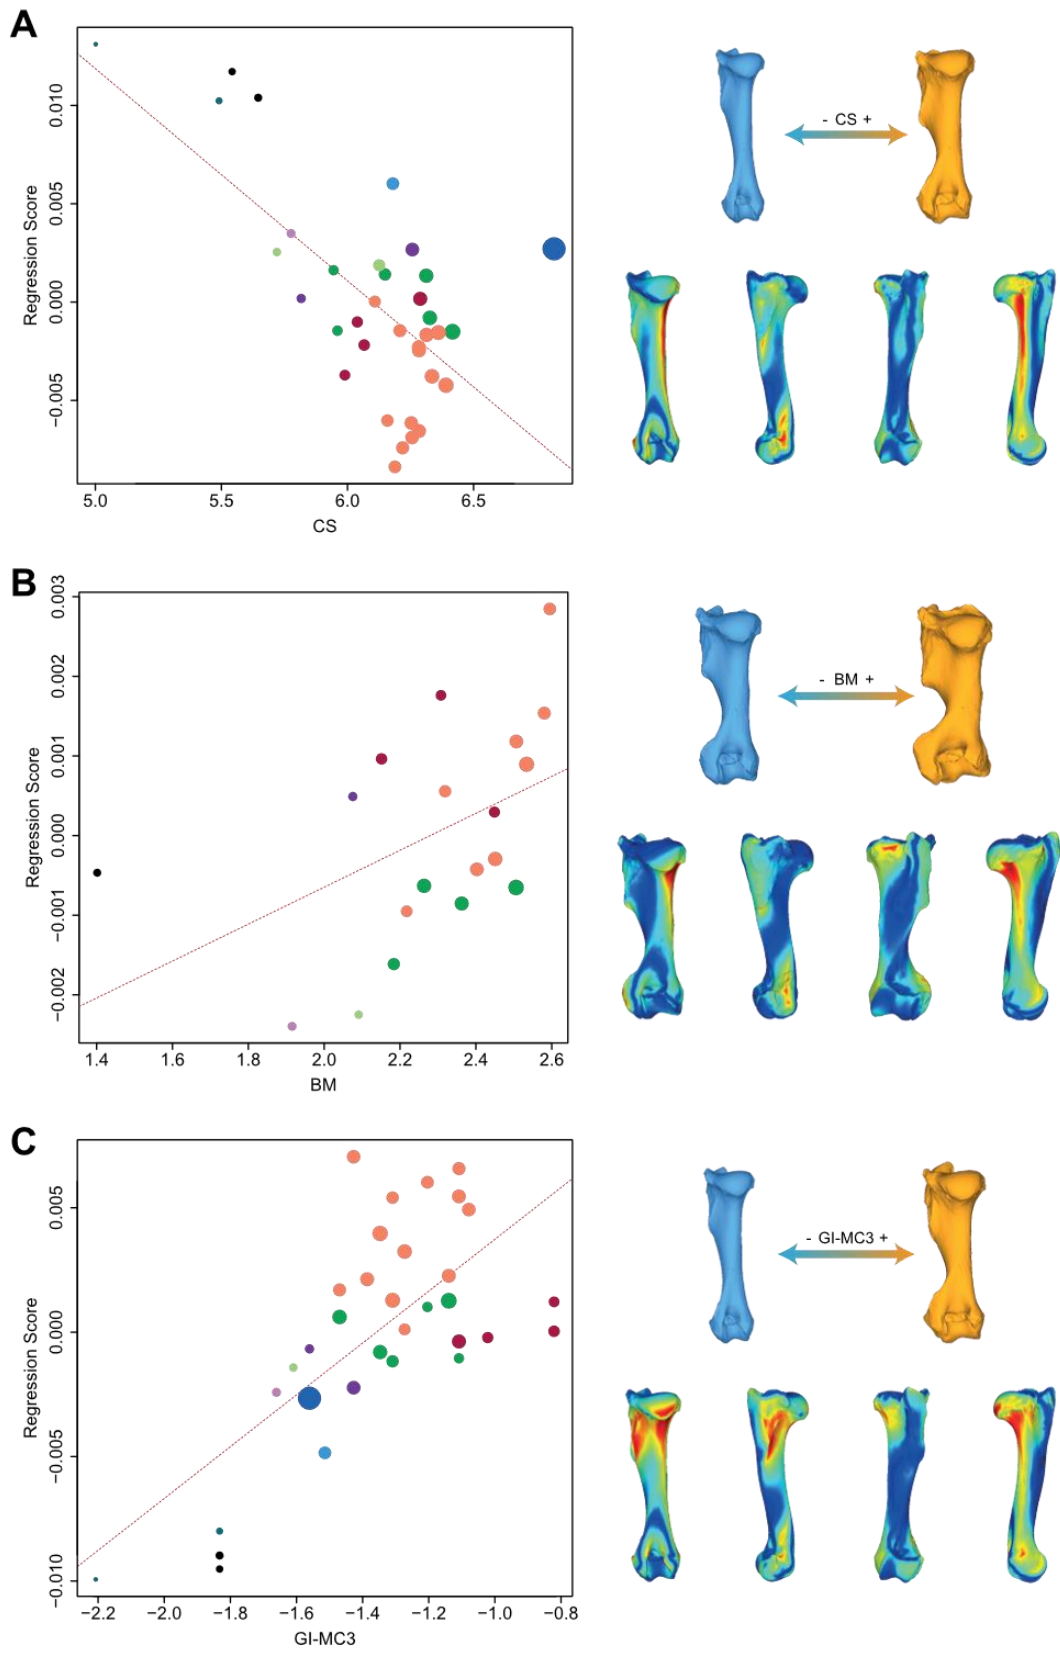 A
Regression Score
0.010
0.005
0.000
−0.005
5.0 5.5 6.0 6.5
CS
- CS +
B
Regression Score
0.003
0.002
0.001
0.000
−0.001
−0.002
1.4 1.6 1.8 2.0 2.2 2.4 2.6
BM
- BM +
C
Regression Score
0.005
0.000
−0.005
−0.010
−2.2 −2.0 −1.8 −1.6 −1.4 −1.2 −1.0 −0.8
GI-MC3
- GI-MC3 +